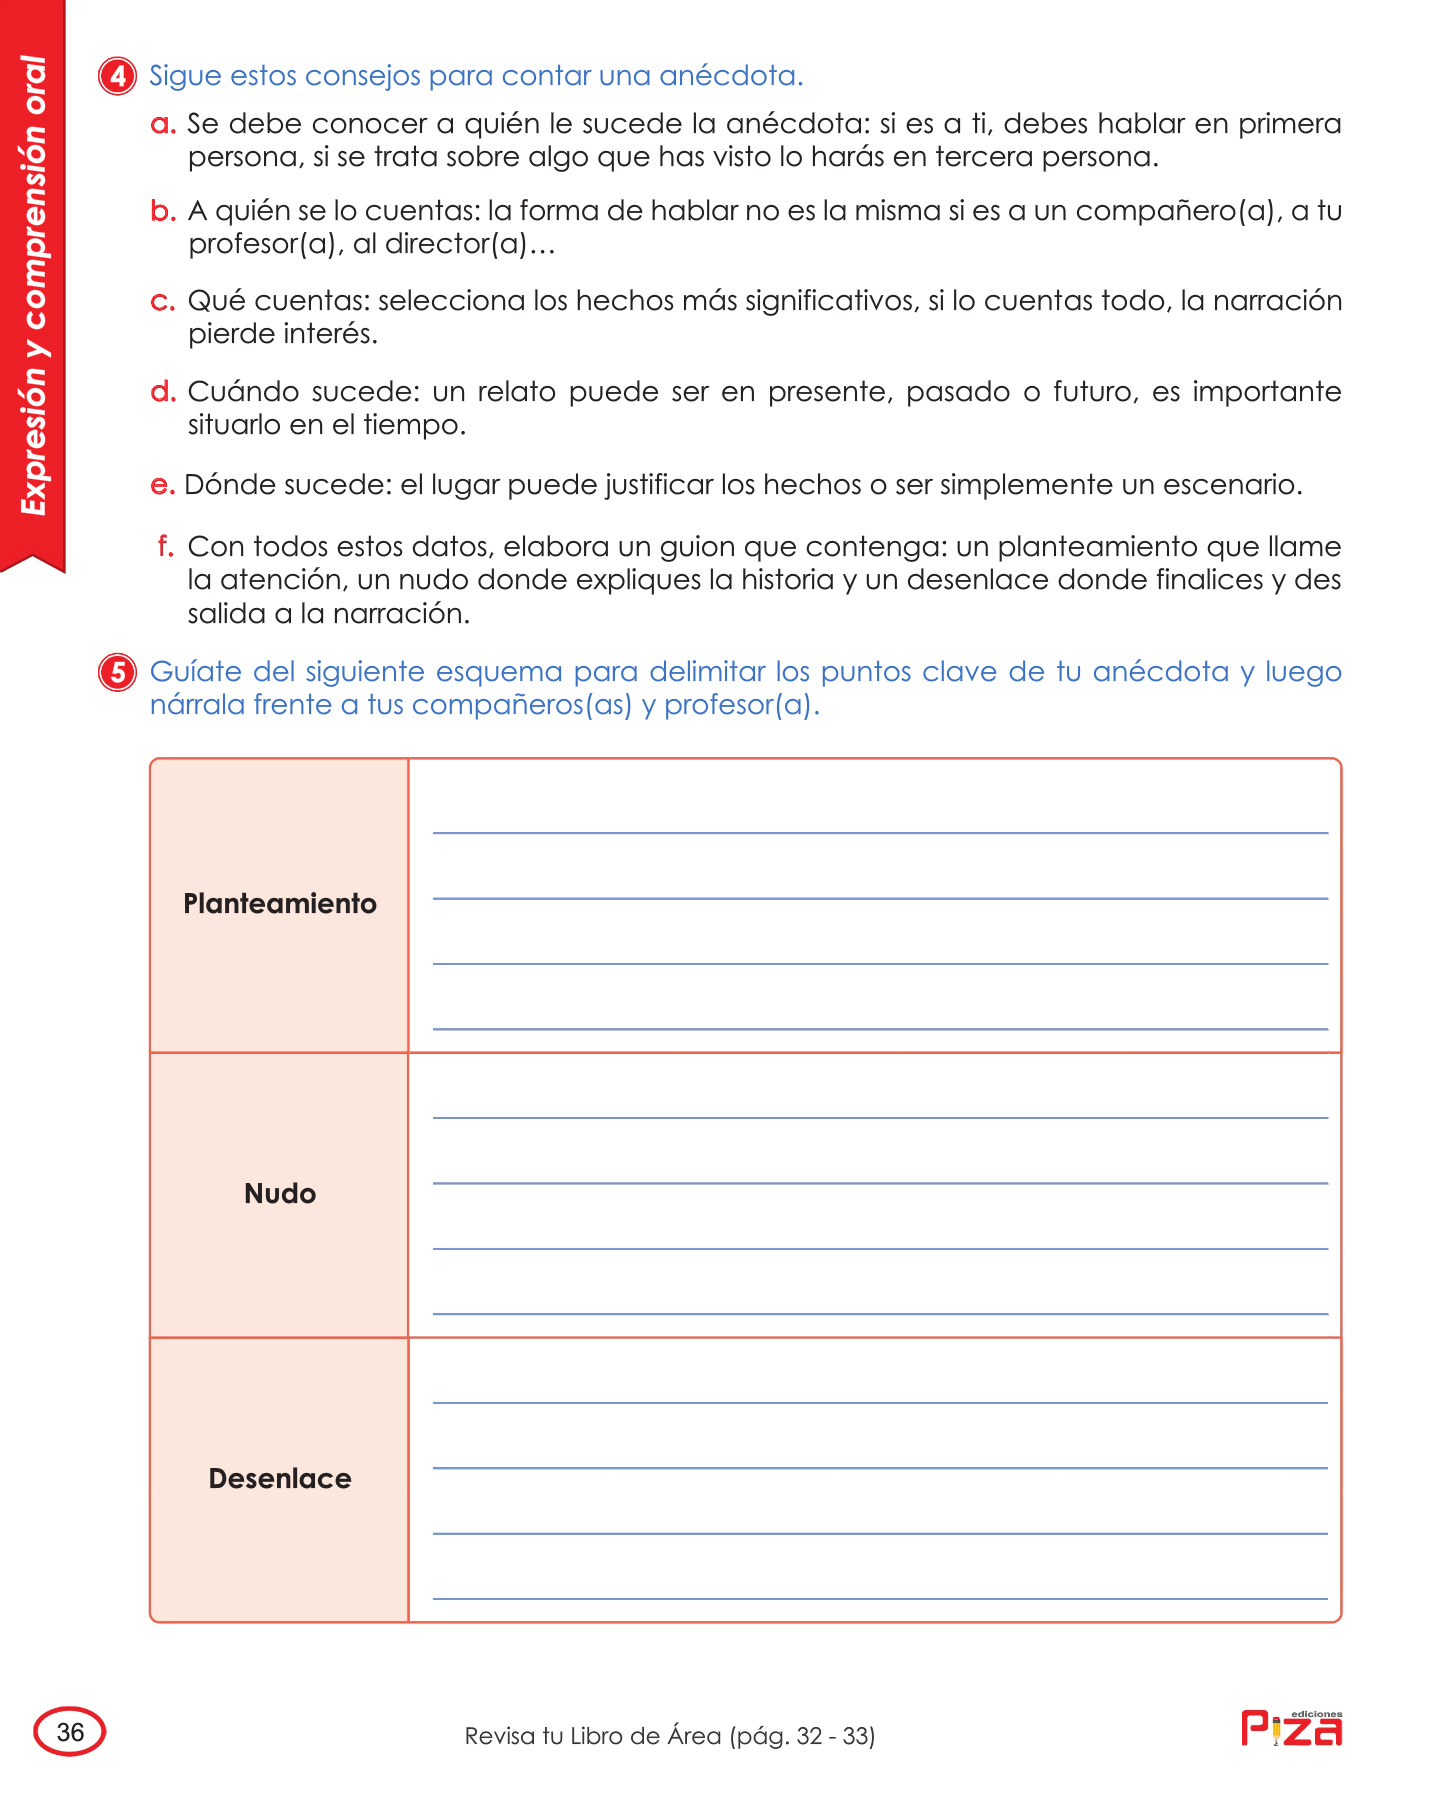 Expresión y comprensión oral
4 Sigue estos consejos para contar una anécdota.
a. Se debe conocer a quién le sucede la anécdota: si es a ti, debes hablar en primera
persona, si se trata sobre algo que has visto lo harás en tercera persona.
b. A quién se lo cuentas: la forma de hablar no es la misma si es a un compañero(a), a tu
profesor(a), al director(a)…
c. Qué cuentas: selecciona los hechos más significativos, si lo cuentas todo, la narración
pierde interés.
d. Cuándo sucede: un relato puede ser en presente, pasado o futuro, es importante
situarlo en el tiempo.
e. Dónde sucede: el lugar puede justificar los hechos o ser simplemente un escenario.
f. Con todos estos datos, elabora un guion que contenga: un planteamiento que llame
la atención, un nudo donde expliques la historia y un desenlace donde finalices y des
salida a la narración.
5 Guíate del siguiente esquema para delimitar los puntos clave de tu anécdota y luego
nárrala frente a tus compañeros(as) y profesor(a).
Planteamiento
Nudo
Desenlace
36
Revisa tu Libro de Área (pág. 32 - 33)
ediciones
Piza